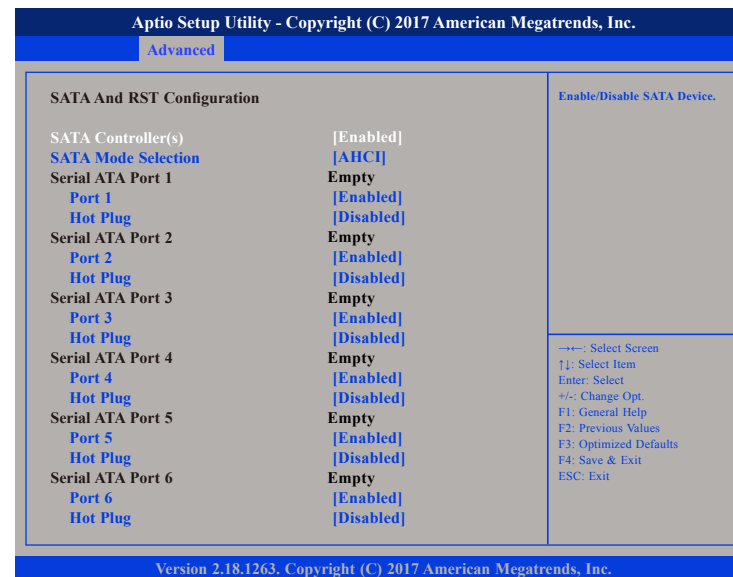 Aptio Setup Utility - Copyright (C) 2017 American Megatrends, Inc.
Advanced
SATA And RST Configuration
SATA Controller(s) [Enabled]
SATA Mode Selection [AHCI]
Serial ATA Port 1 Empty
Port 1 [Enabled]
Hot Plug [Disabled]
Serial ATA Port 2 Empty
Port 2 [Enabled]
Hot Plug [Disabled]
Serial ATA Port 3 Empty
Port 3 [Enabled]
Hot Plug [Disabled]
Serial ATA Port 4 Empty
Port 4 [Enabled]
Hot Plug [Disabled]
Serial ATA Port 5 Empty
Port 5 [Enabled]
Hot Plug [Disabled]
Serial ATA Port 6 Empty
Port 6 [Enabled]
Hot Plug [Disabled]
Enable/Disable SATA Device.
→←: Select Screen
↑↓: Select Item
Enter: Select
+/-: Change Opt.
F1: General Help
F2: Previous Values
F3: Optimized Defaults
F4: Save & Exit
ESC: Exit
Version 2.18.1263. Copyright (C) 2017 American Megatrends, Inc.